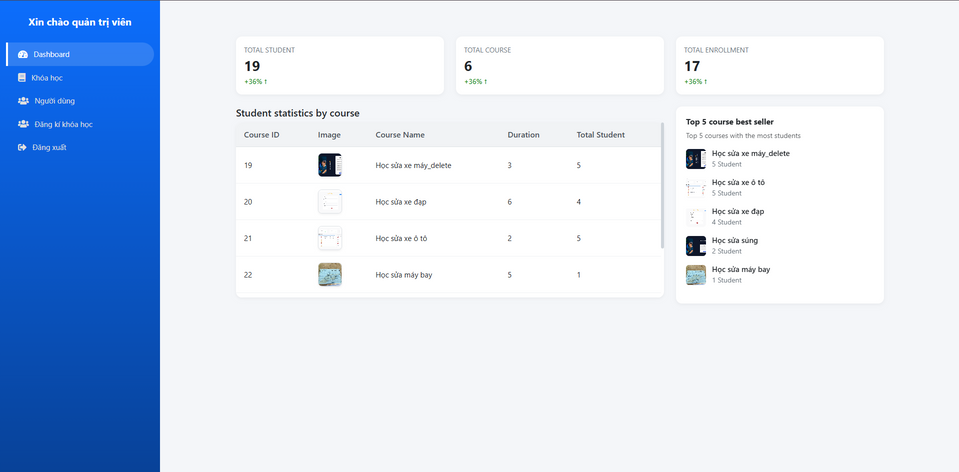 Xin chào quản trị viên
Dashboard
Khóa học
Người dùng
Đăng kí khóa học
Đăng xuất
TOTAL STUDENT
19
+36% ↑
TOTAL COURSE
6
+36% ↑
TOTAL ENROLLMENT
17
+36% ↑
Student statistics by course
Course ID Image Course Name Duration Total Student
19 Học sửa xe máy_delete 3 5
20 Học sửa xe đạp 6 4
21 Học sửa xe ô tô 2 5
22 Học sửa máy bay 5 1
Top 5 course best seller
Top 5 courses with the most students
Học sửa xe máy_delete
5 Student
Học sửa xe ô tô
5 Student
Học sửa xe đạp
4 Student
Học sửa súng
2 Student
Học sửa máy bay
1 Student